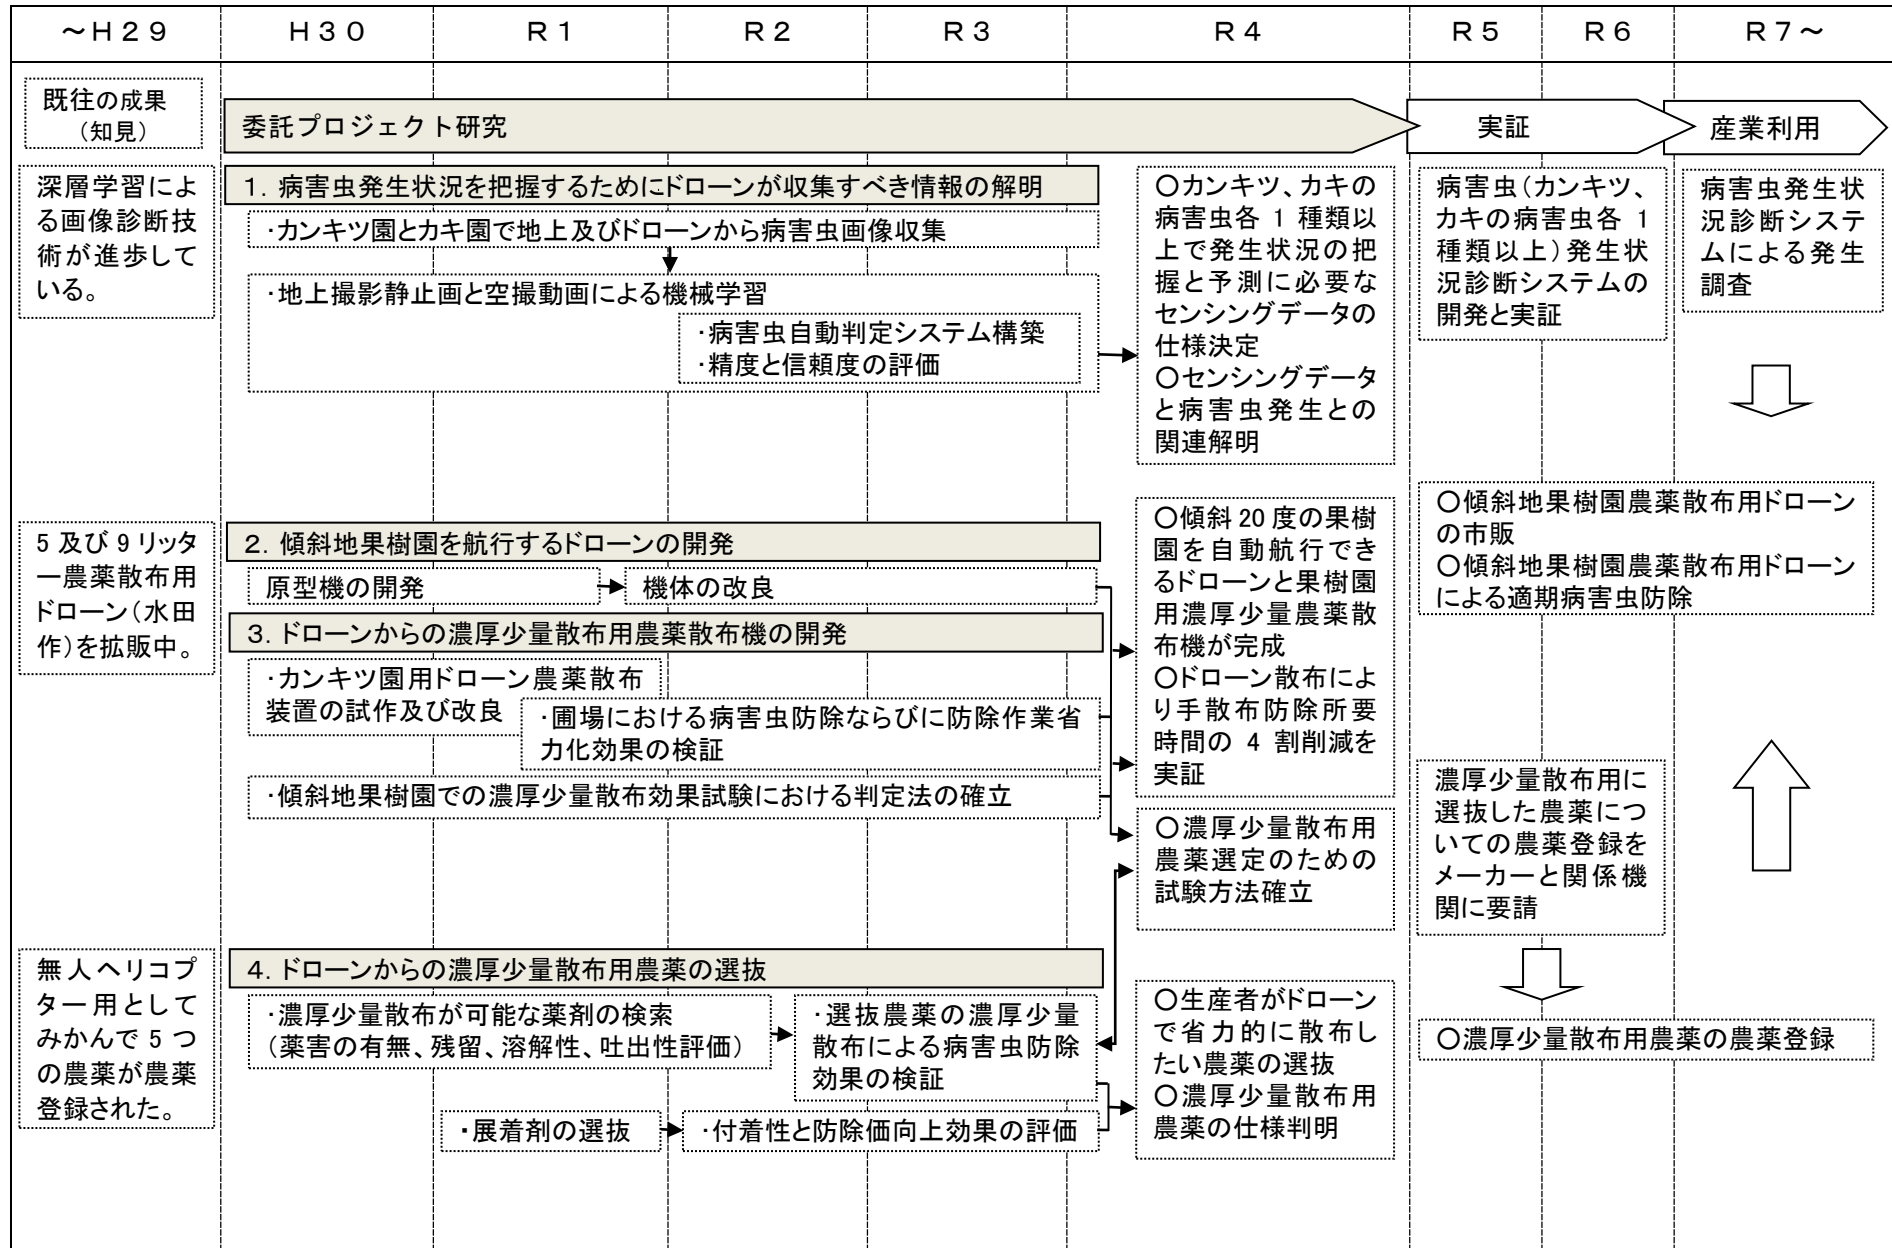 ～Ｈ２９
Ｈ３０
Ｒ１
Ｒ２
Ｒ３
Ｒ４
Ｒ５
Ｒ６
Ｒ７～
既往の成果
（知見）
委託プロジェクト研究
実証
産業利用
深層学習によ
る画像診断技
術が進歩して
いる。
１．病害虫発生状況を把握するためにドローンが収集すべき情報の解明
・カンキツ園とカキ園で地上及びドローンから病害虫画像収集
・地上撮影静止画と空撮動画による機械学習
・病害虫自動判定システム構築
・精度と信頼度の評価
〇カンキツ、カキの
病害虫各 1 種類以
上で発生状況の把
握と予測に必要な
センシングデータの
仕様決定
〇センシングデータ
と病害虫発生との
関連解明
病害虫（カンキツ、
カキの病害虫各 1
種類以上）発生状
況診断システムの
開発と実証
病害虫発生状
況診断システ
ムによる発生
調査
5 及び 9 リッタ
ー農薬散布用
ドローン（水田
作）を拡販中。
２．傾斜地果樹園を航行するドローンの開発
原型機の開発
機体の改良
３．ドローンからの濃厚少量散布用農薬散布機の開発
・カンキツ園用ドローン農薬散布
装置の試作及び改良
・圃場における病害虫防除ならびに防除作業省
力化効果の検証
・傾斜地果樹園での濃厚少量散布効果試験における判定法の確立
〇傾斜 20 度の果樹
園を自動航行でき
るドローンと果樹園
用濃厚少量農薬散
布機が完成
〇ドローン散布によ
り手散布防除所要
時間の 4 割削減を
実証
〇濃厚少量散布用
農薬選定のための
試験方法確立
〇傾斜地果樹園農薬散布用ドローン
の市販
〇傾斜地果樹園農薬散布用ドローン
による適期病害虫防除
濃厚少量散布用に
選抜した農薬につ
いての農薬登録を
メーカーと関係機
関に要請
無人ヘリコプ
ター用として
みかんで 5 つ
の農薬が農薬
登録された。
４．ドローンからの濃厚少量散布用農薬の選抜
・濃厚少量散布が可能な薬剤の検索
（薬害の有無、残留、溶解性、吐出性評価）
・選抜農薬の濃厚少量
散布による病害虫防除
効果の検証
・展着剤の選抜
・付着性と防除価向上効果の評価
〇生産者がドローン
で省力的に散布し
たい農薬の選抜
〇濃厚少量散布用
農薬の仕様判明
〇濃厚少量散布用農薬の農薬登録